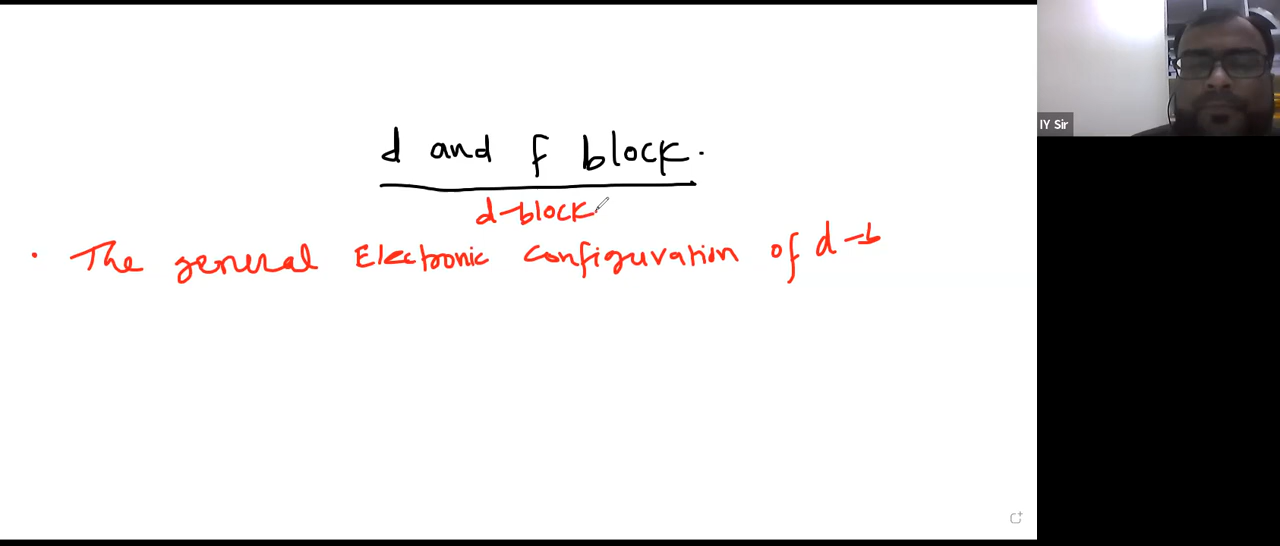 d and f block.
d-block
. The general Electronic Configuration of d-b
IY Sir